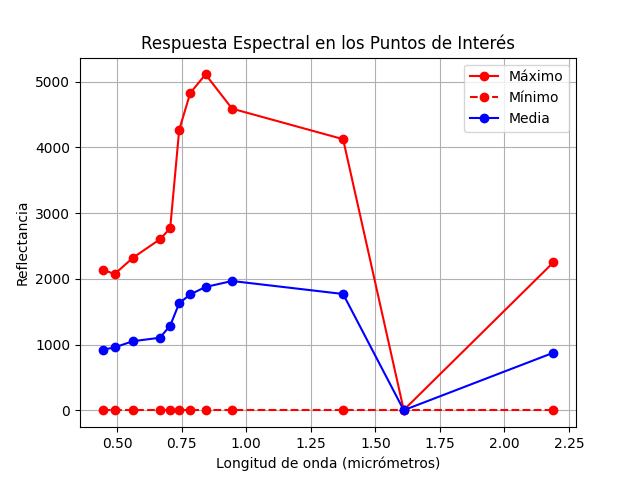 Respuesta Espectral en los Puntos de Interés
Máximo
Mínimo
Media
Reflectancia
5000
4000
3000
2000
1000
0
0.50 0.75 1.00 1.25 1.50 1.75 2.00 2.25
Longitud de onda (micrómetros)